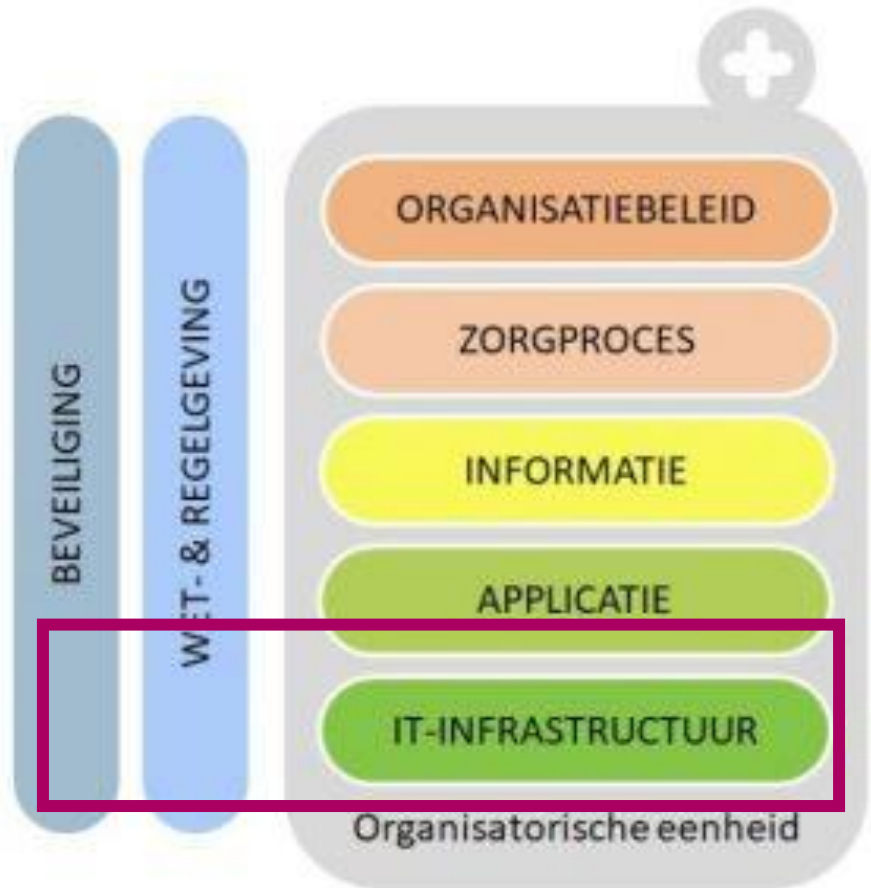 BEVEILIGING
WET- & REGELGEVING
ORGANISATIEBELEID
ZORGPROCES
INFORMATIE
APPLICATIE
IT-INFRASTRUCTUUR
Organisatorische eenheid